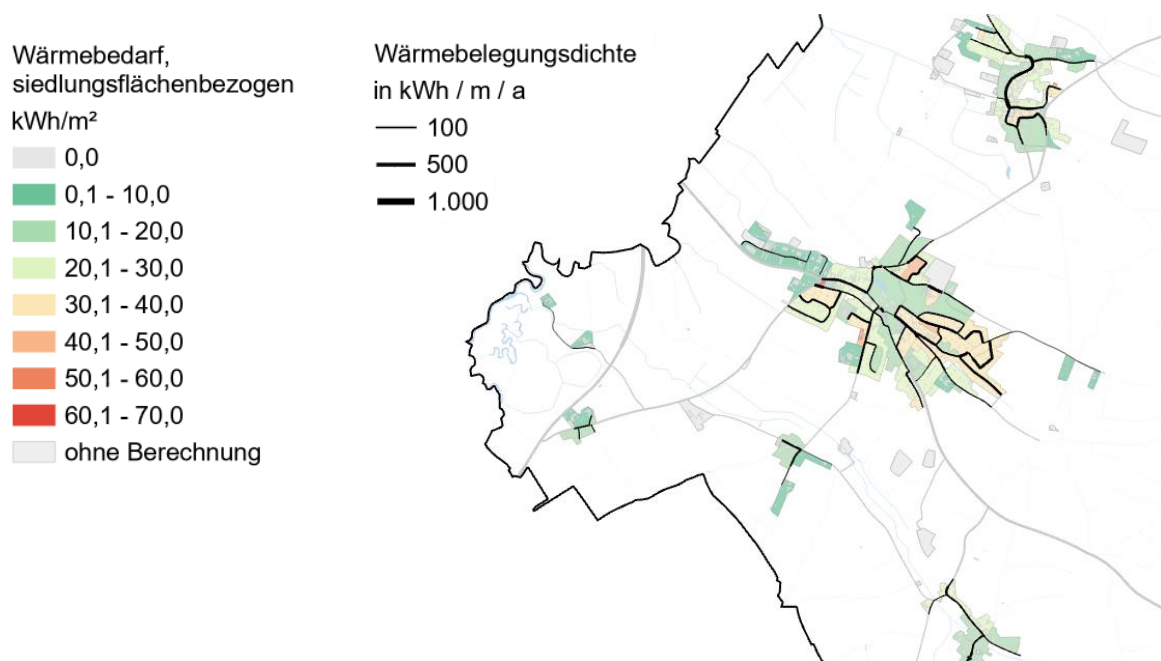 Wärmebedarf,
siedlungsflächenbezogen
kWh/m²
0,0
0,1 - 10,0
10,1 - 20,0
20,1 - 30,0
30,1 - 40,0
40,1 - 50,0
50,1 - 60,0
60,1 - 70,0
ohne Berechnung
Wärmebelegungsdichte
in kWh / m / a
100
500
1.000